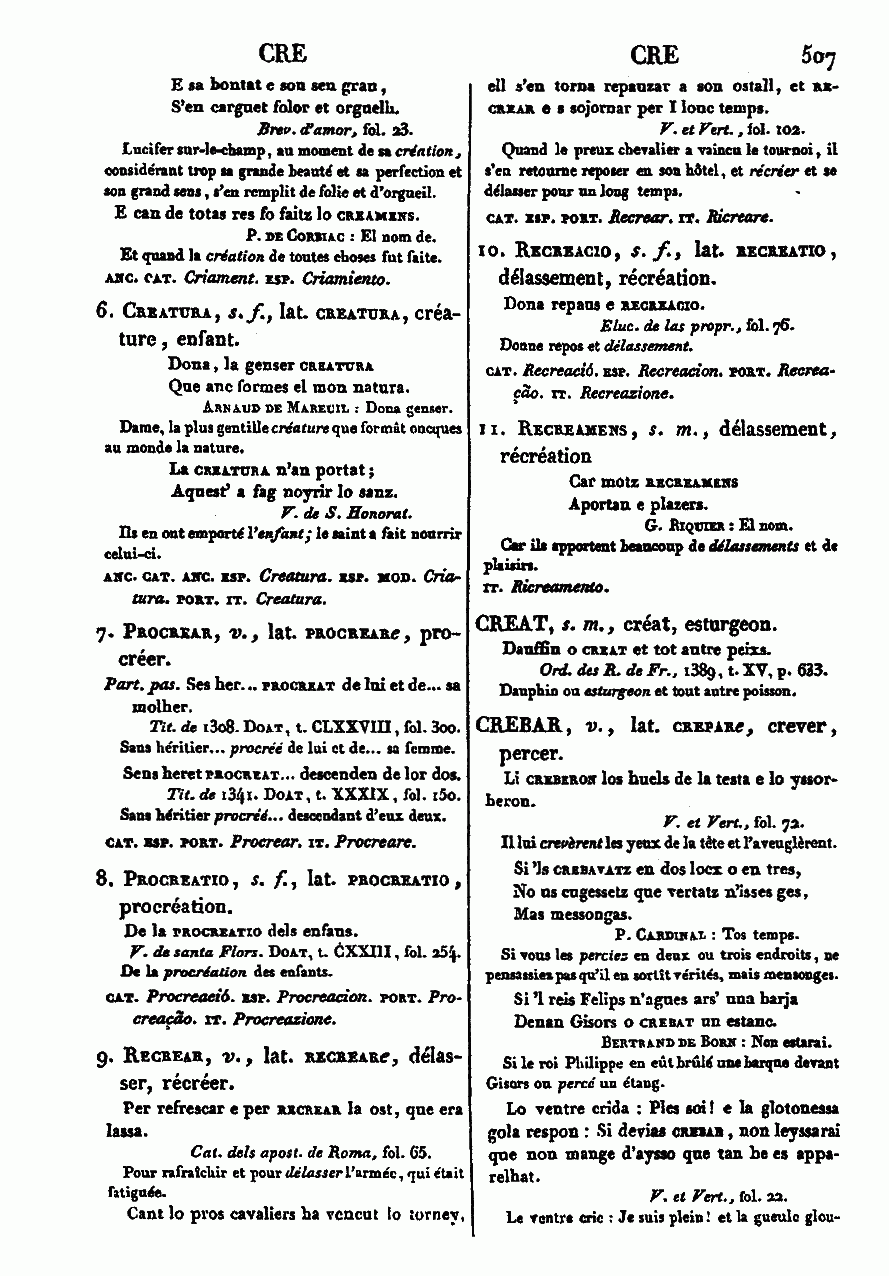 CRE
E sa bontat e son sen gran,
S'en carguet folor et orguelh.
Brev. d'amor, fol. 23.
Lucifer sur-le-champ, au moment de sa création,
considérant trop sa grande beauté et sa perfection et
son grand sens, s'en remplit de folie et d'orgueil.
E can de totas res fo faitz lo CREAMENS.
P. DE CORBIAC : El nom de.
Et quand la création de toutes choses fut faite.
ANC. CAT. Criament. ESP. Criamiento.
6. CREATURA, s. f., lat. CREATURA, créa-
ture, enfant.
Dona, la genser CREATURA
Que anc formes el mon natura.
ARNAUD DE MAREUIL : Dona genser.
Dame, la plus gentille créature que formât oncques
au monde la nature.
La CREATURA n'an portat;
Aquest' a fag noyrir lo sanz.
V. de S. Honorat.
Ils en ont emporté l'enfant; le saint a fait nourrir
celui-ci.
ANC. CAT. ANC. ESP. Creatura. ESP. MOD. Cria-
tura. PORT. IT. Creatura.
7. PROCREAR, v., lat. PROCREARe, pro-
créer.
Part. pas. Ses her... PROCREAT de lui et de... sa
molher.
Tit. de 1308. DOAT, t. CLXXVIII, fol. 300.
Sans héritier... procréé de lui et de... sa femme.
Sens heret PROCREAT... descenden de lor dos.
Tit. de 1341. DOAT, t. XXXIX, fol. 150.
Sans héritier procréé... descendant d'eux deux.
CAT. ESP. PORT. Procrear. IT. Procreare.
8. PROCREATIO, s. f., lat. PROCREATIO,
procréation.
De la PROCREATIO dels enfans.
V. de santa Flors. DOAT, t. CXXIII, fol. 254.
De la procréation des enfants.
CAT. Procreació. ESP. Procreacion. PORT. Pro-
creação. IT. Procreazione.
9. RECREAR, v., lat. RECREARe, délas-
ser, récréer.
Per refrescar e per RECREAR la ost, que era
lassa.
Cat. dels apost. de Roma, fol. 65.
Pour rafraîchir et pour délasser l'armée, qui était
fatiguée.
Cant lo pros cavaliers ha vencut lo torney,
CRE 507
ell s'en torna repauzar a son ostall, et RE-
CREAR e s sojornar per I lonc temps.
V. et Vert., fol. 102.
Quand le preux chevalier a vaincu le tournoi, il
s'en retourne reposer en son hôtel, et récréer et se
délasser pour un long temps.
CAT. ESP. PORT. Recrear. IT. Ricreare.
10. RECREACIO, s. f., lat. RECREATIO,
délassement, récréation.
Dona repaus e RECREACIO.
Eluc. de las propr., fol. 76.
Donne repos et délassement.
CAT. Recreació. ESP. Recreacion. PORT. Recrea-
ção. IT. Recreazione.
11. RECREAMENS, s. m., délassement,
récréation
Car motz RECREAMENS
Aportan e plazers.
G. RIQUIER : El nom.
Car ils apportent beaucoup de délassements et de
plaisirs.
IT. Ricreamento.
CREAT, s. m., créat, esturgeon.
Dauffin o CREAT et tot autre peixs.
Ord. des R. de Fr., 1389, t. XV, p. 633.
Dauphin ou esturgeon et tout autre poisson.
CREBAR, v., lat. CREPARe, crever,
percer.
Li CREBERON los huels de la testa e lo yssor-
beron.
V. et Vert., fol. 72.
Il lui crevèrent les yeux de la tête et l'aveuglèrent.
Si 'ls CREBAVATZ en dos locx o en tres,
No us cugessetz que vertatz n'isses ges,
Mas messongas.
P. CARDINAL : Tos temps.
Si vous les perciez en deux ou trois endroits, ne
pensassiez pas qu'il en sortît vérités, mais mensonges.
Si 'l reis Felips n'agues ars' una barja
Denan Gisors o CREBAT un estanc.
BERTRAND DE BORN : Non estarai.
Si le roi Philippe en eût brûlé une barque devant
Gisors ou percé un étang.
Lo ventre crida : Ples soi! e la glotonessa
gola respon : Si devias CREBAR, non leyssarai
que non mange d'aysso que tan be es appa-
relhat.
V. et Vert., fol. 22.
Le ventre crie : Je suis plein! et la gueule glou-